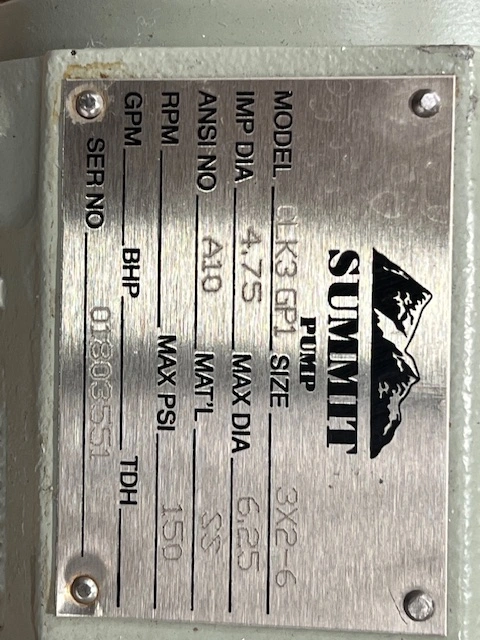 SUMMIT
PUMP
MODEL CLK3 GP1 SIZE 3X2-6
IMP DIA 4.75 MAX DIA 6.25
ANSI NO. A10 MAT'L SS
RPM MAX PSI 150
GPM BHP TDH
SER NO. 01803551